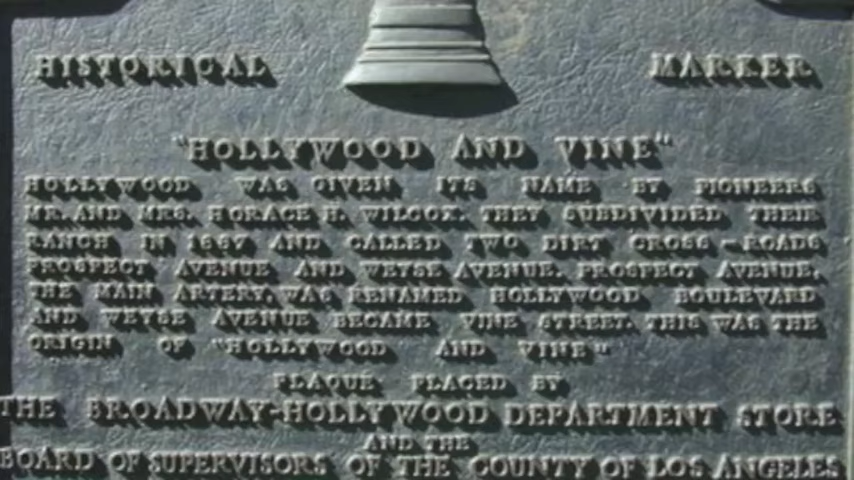 HISTORICAL MARKER
"HOLLYWOOD AND VINE"
HOLLYWOOD WAS GIVEN ITS NAME BY PIONEERS
MR. AND MRS. HORACE H. WILCOX. THEY SUBDIVIDED THEIR
RANCH IN 1887 AND CALLED TWO DIRT CROSS-ROADS
PROSPECT AVENUE AND WEYSE AVENUE. PROSPECT AVENUE,
THE MAIN ARTERY, WAS RENAMED HOLLYWOOD BOULEVARD
AND WEYSE AVENUE BECAME VINE STREET. THIS WAS THE
ORIGIN OF "HOLLYWOOD AND VINE"
PLAQUE PLACED BY
THE BROADWAY-HOLLYWOOD DEPARTMENT STORE
AND THE
BOARD OF SUPERVISORS OF THE COUNTY OF LOS ANGELES